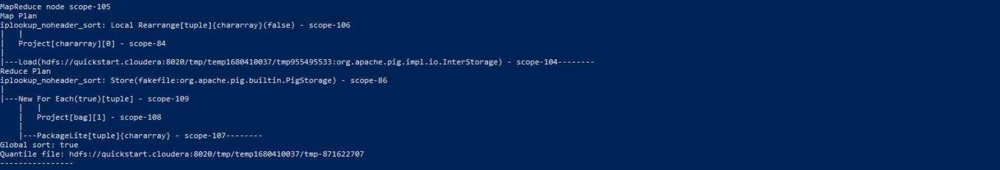 MapReduce node scope-105
Map Plan
iplookup_noheader_sort: Local Rearrange[tuple]{chararray}(false) - scope-106
|   |
|   Project[chararray][0] - scope-84
|
|---Load(hdfs://quickstart.cloudera:8020/tmp/temp1680410037/tmp955495533:org.apache.pig.impl.io.InterStorage) - scope-104--------
Reduce Plan
iplookup_noheader_sort: Store(fakefile:org.apache.pig.builtin.PigStorage) - scope-86
|
|---New For Each(true)[tuple] - scope-109
    |   |
    |   Project[bag][1] - scope-108
    |
    |---PackageLite[tuple]{chararray} - scope-107--------
Global sort: true
Quantile file: hdfs://quickstart.cloudera:8020/tmp/temp1680410037/tmp-871622707
----------------